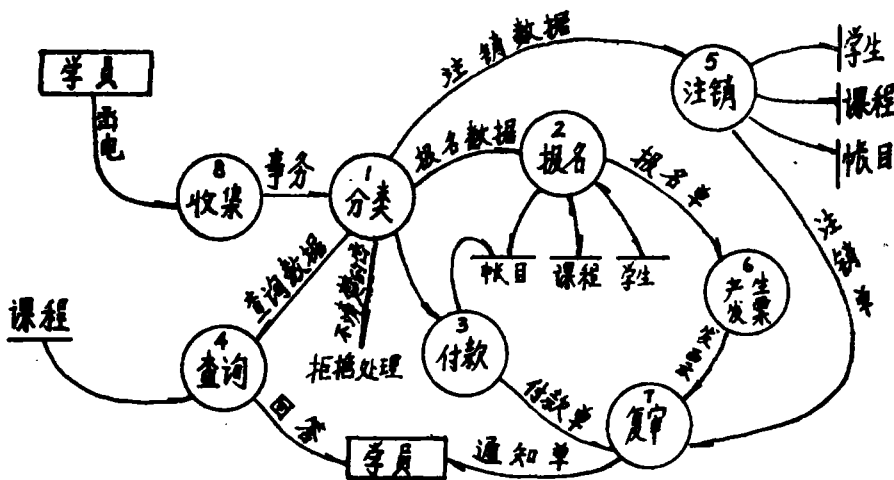 学员
函电
8
收集
事务
1
分类
注销数据
报名数据
2
报名
报名单
5
注销
学生
课程
帐目
注销单
帐目
课程
学生
6
产生
发票
发票
查询数据
拒绝处理
3
付款
付款单
课程
4
查询
回答
学员
通知单
7
复审